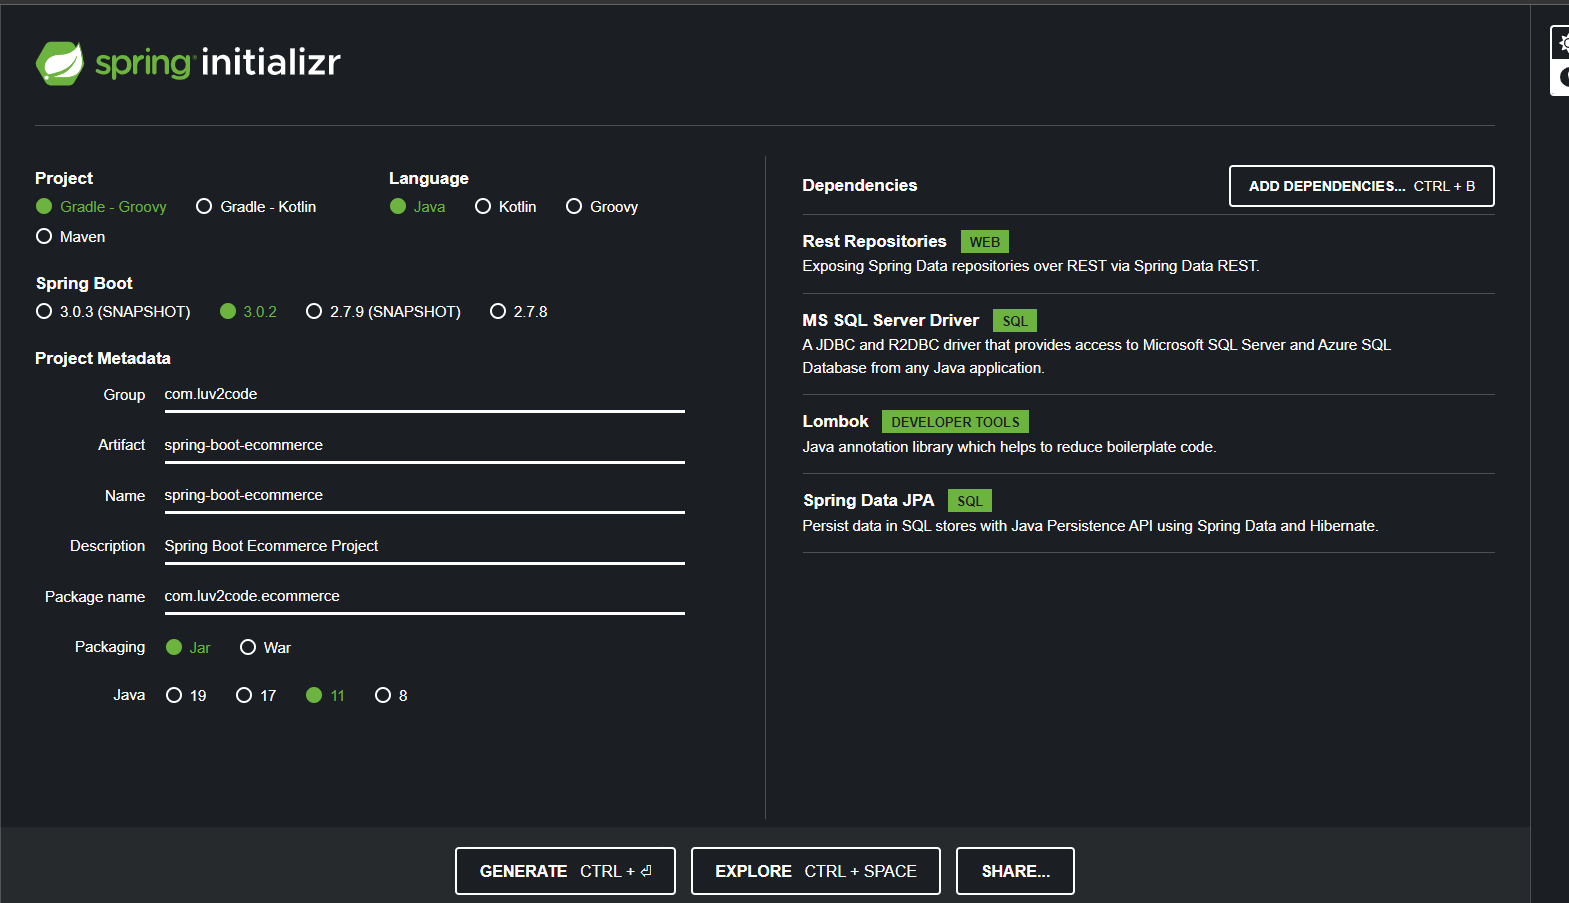 spring initializr
Project
Gradle - Groovy Gradle - Kotlin
Maven
Language
Java Kotlin Groovy
Spring Boot
3.0.3 (SNAPSHOT) 3.0.2 2.7.9 (SNAPSHOT) 2.7.8
Project Metadata
Group com.luv2code
Artifact spring-boot-ecommerce
Name spring-boot-ecommerce
Description Spring Boot Ecommerce Project
Package name com.luv2code.ecommerce
Packaging Jar War
Java 19 17 11 8
Dependencies
ADD DEPENDENCIES... CTRL + B
Rest Repositories WEB
Exposing Spring Data repositories over REST via Spring Data REST.
MS SQL Server Driver SQL
A JDBC and R2DBC driver that provides access to Microsoft SQL Server and Azure SQL
Database from any Java application.
Lombok DEVELOPER TOOLS
Java annotation library which helps to reduce boilerplate code.
Spring Data JPA SQL
Persist data in SQL stores with Java Persistence API using Spring Data and Hibernate.
GENERATE CTRL + ⏎
EXPLORE CTRL + SPACE
SHARE...